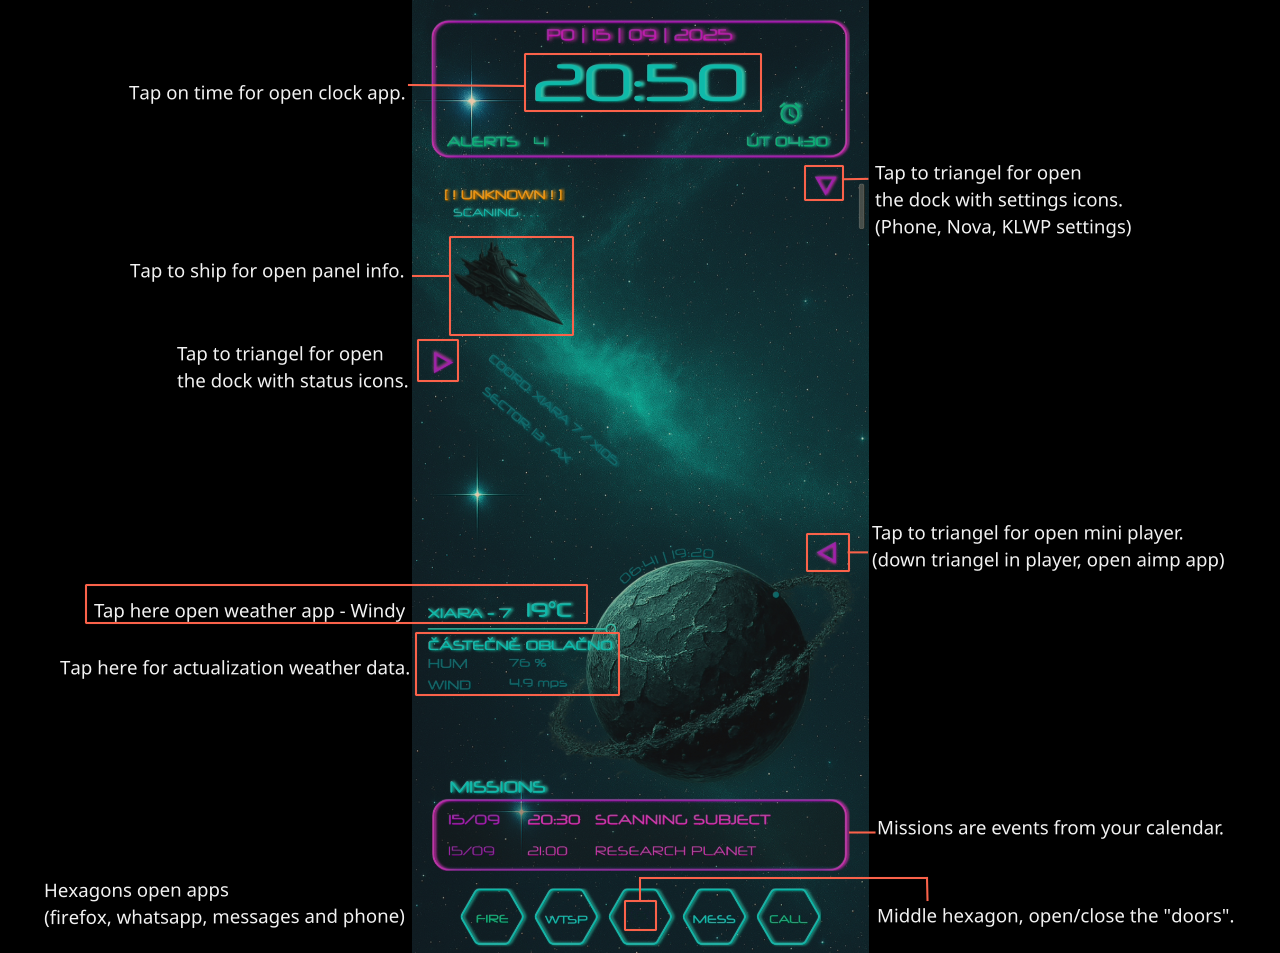 PO | 15 | 09 | 2025
20:50
ALERTS 4
ÚT 04:30
Tap on time for open clock app.
Tap to triangel for open
the dock with settings icons.
(Phone, Nova, KLWP settings)
[ ! UNKNOWN ! ]
SCANING . . .
Tap to ship for open panel info.
Tap to triangel for open
the dock with status icons.
COORD: XIARA 7 / XI05
SECTOR: 13 - AX
Tap to triangel for open mini player.
(down triangel in player, open aimp app)
06:41 | 19:20
Tap here open weather app - Windy
XIARA - 7 19°C
ČÁSTEČNĚ OBLAČNO
HUM 76 %
WIND 4.9 mps
Tap here for actualization weather data.
MISSIONS
15/09 20:30 SCANNING SUBJECT
15/09 21:00 RESEARCH PLANET
Missions are events from your calendar.
Hexagons open apps
(firefox, whatsapp, messages and phone)
FIRE WTSP MESS CALL
Middle hexagon, open/close the "doors".